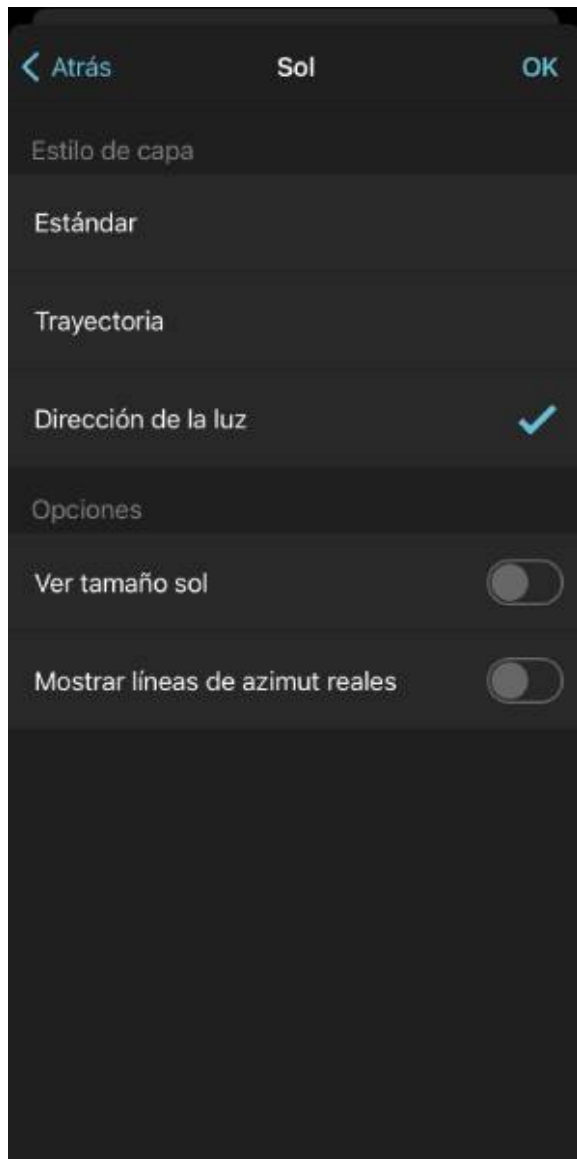 Atrás
Sol
OK
Estilo de capa
Estándar
Trayectoria
Dirección de la luz
Opciones
Ver tamaño sol
Mostrar líneas de azimut reales